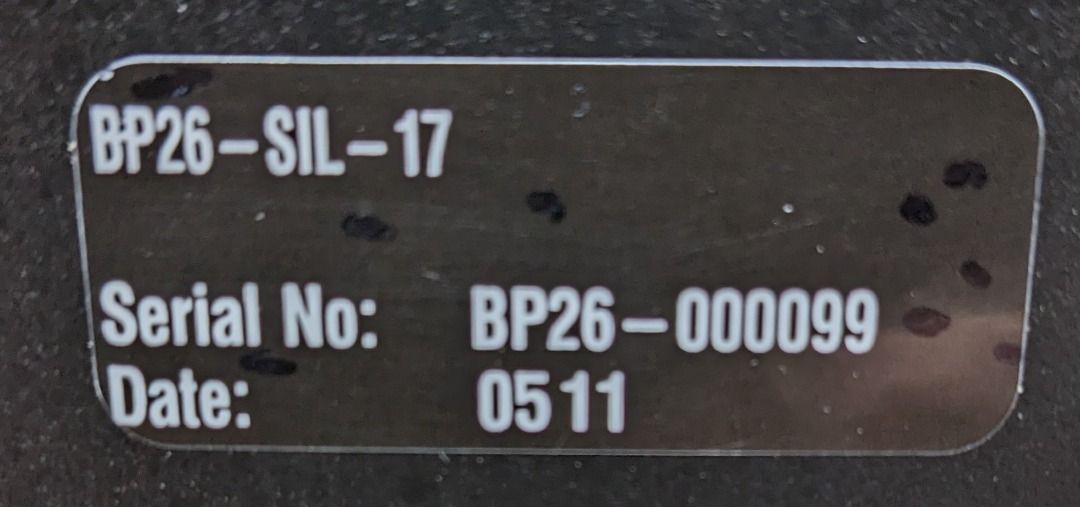 BP26-SIL-17
Serial No: BP26-000099
Date: 0511